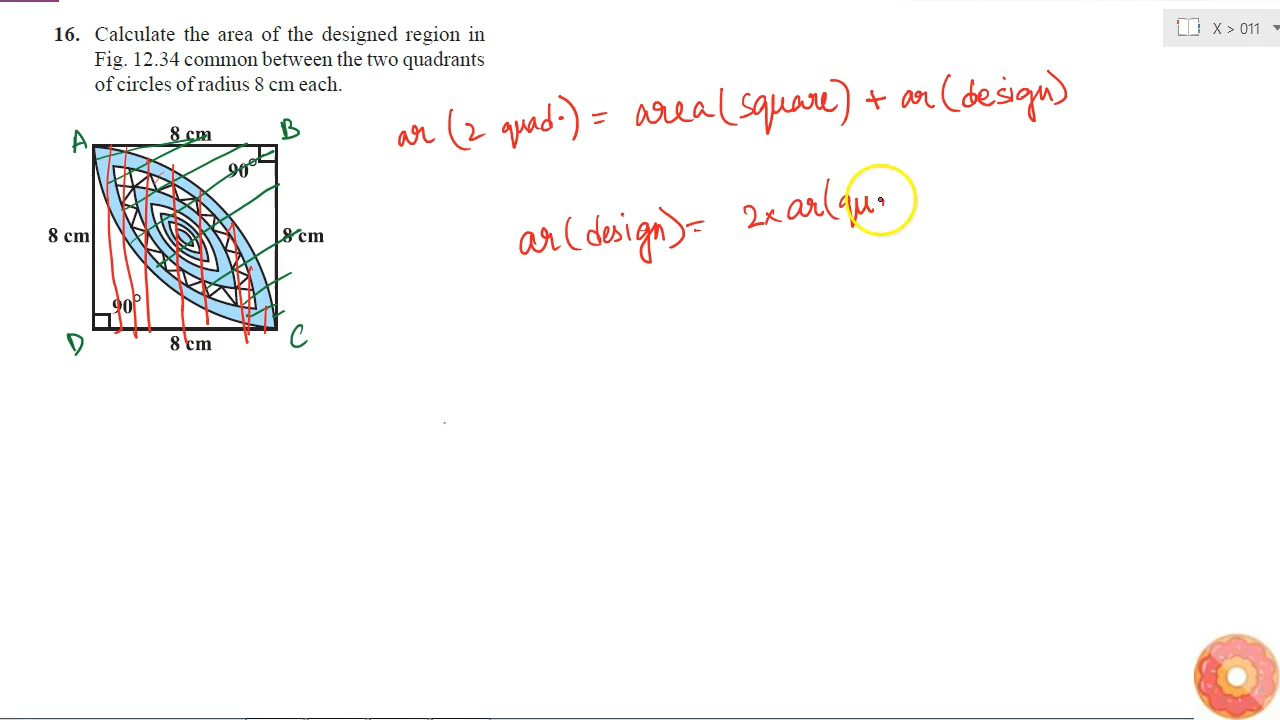 16. Calculate the area of the designed region in
Fig. 12.34 common between the two quadrants
of circles of radius 8 cm each.
X > 011
ar (2 quad.) = area(square) + ar(design)
ar(design) = 2× ar(qu
A 8 cm B
90°
8 cm 8 cm
90°
D 8 cm C